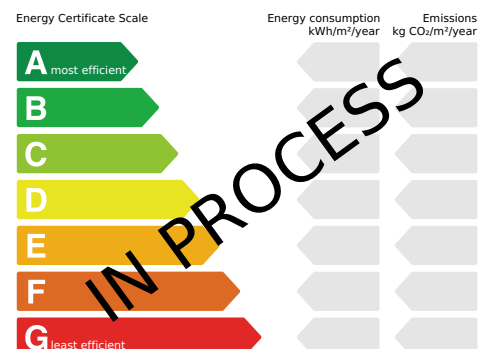 Energy Certificate Scale
Energy consumption
kWh/m²/year
Emissions
kg CO₂/m²/year
A most efficient
B
C
D
E
F
G least efficient
IN PROCESS